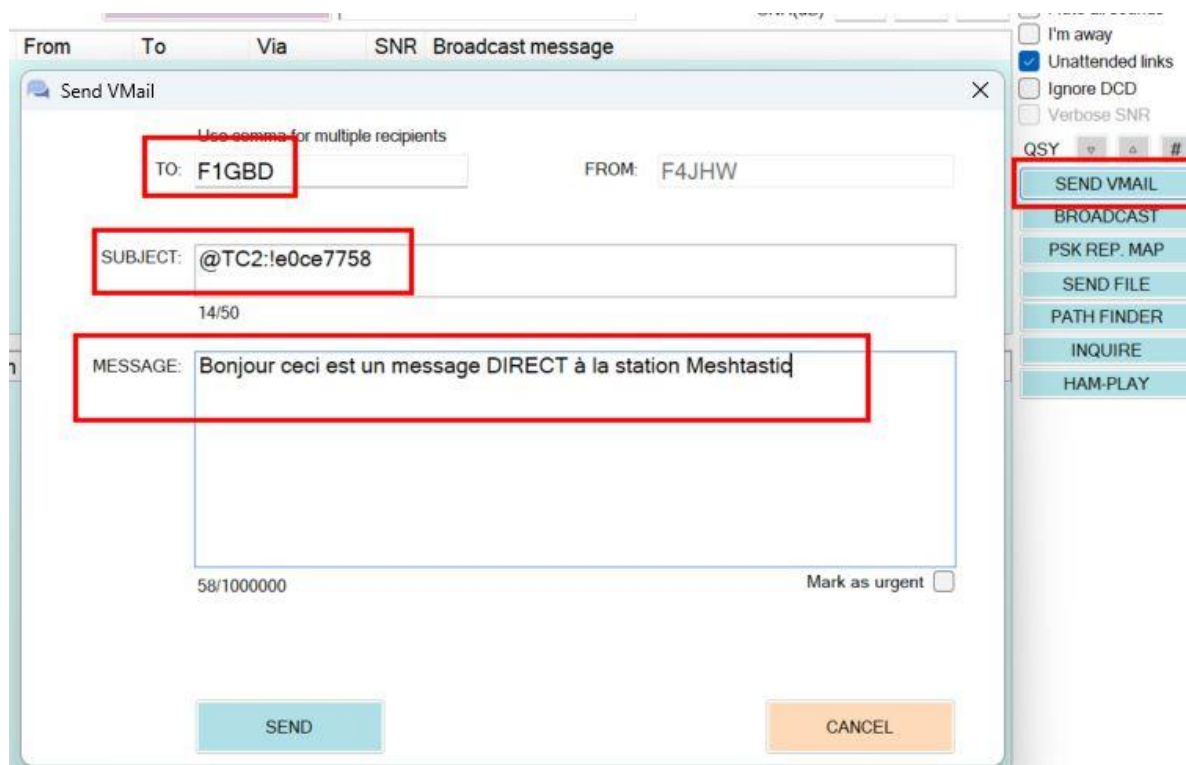 From To Via SNR Broadcast message
I'm away
Unattended links
Ignore DCD
Verbose SNR
QSY #
SEND VMAIL
BROADCAST
PSK REP. MAP
SEND FILE
PATH FINDER
INQUIRE
HAM-PLAY
Send VMail
Use comma for multiple recipients
TO: F1GBD FROM: F4JHW
SUBJECT: @TC2:!e0ce7758
14/50
MESSAGE: Bonjour ceci est un message DIRECT à la station Meshtastic
58/1000000
Mark as urgent
SEND CANCEL